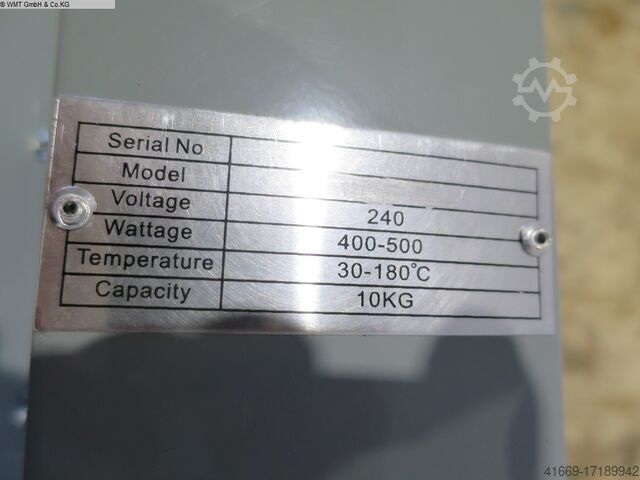 © WMT GmbH & Co.KG
Serial No
Model
Voltage 240
Wattage 400-500
Temperature 30-180°C
Capacity 10KG
41669-17189942